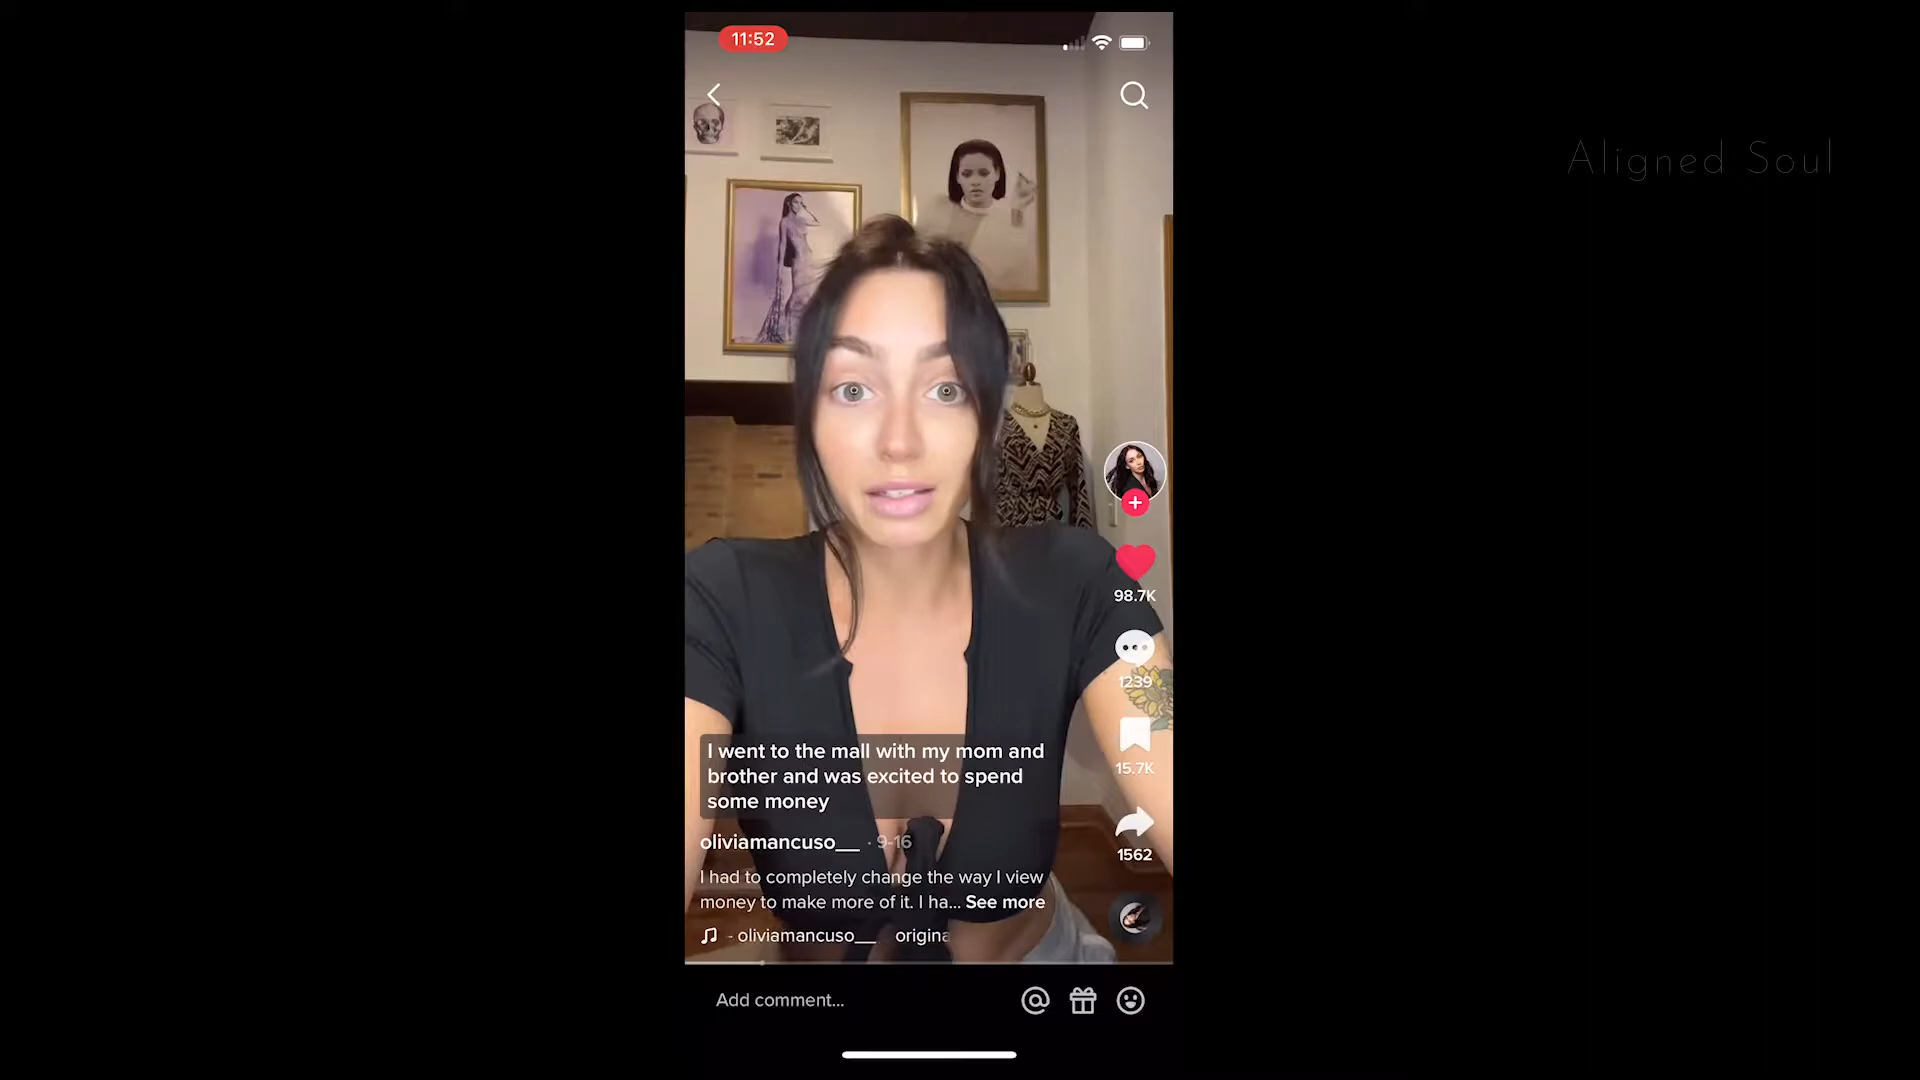 11:52
Aligned Soul
98.7K
1239
15.7K
1562
I went to the mall with my mom and
brother and was excited to spend
some money
oliviamancuso__ · 9-16
I had to completely change the way I view
money to make more of it. I ha... See more
- oliviamancuso__ origina
Add comment...